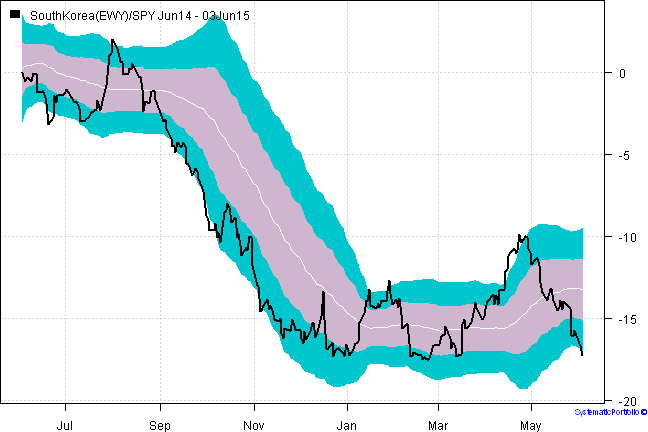 SouthKorea(EWY)/SPY Jun14 - 03Jun15
0
-5
-10
-15
-20
Jul Sep Nov Jan Mar May
SystematicPortfolio ©